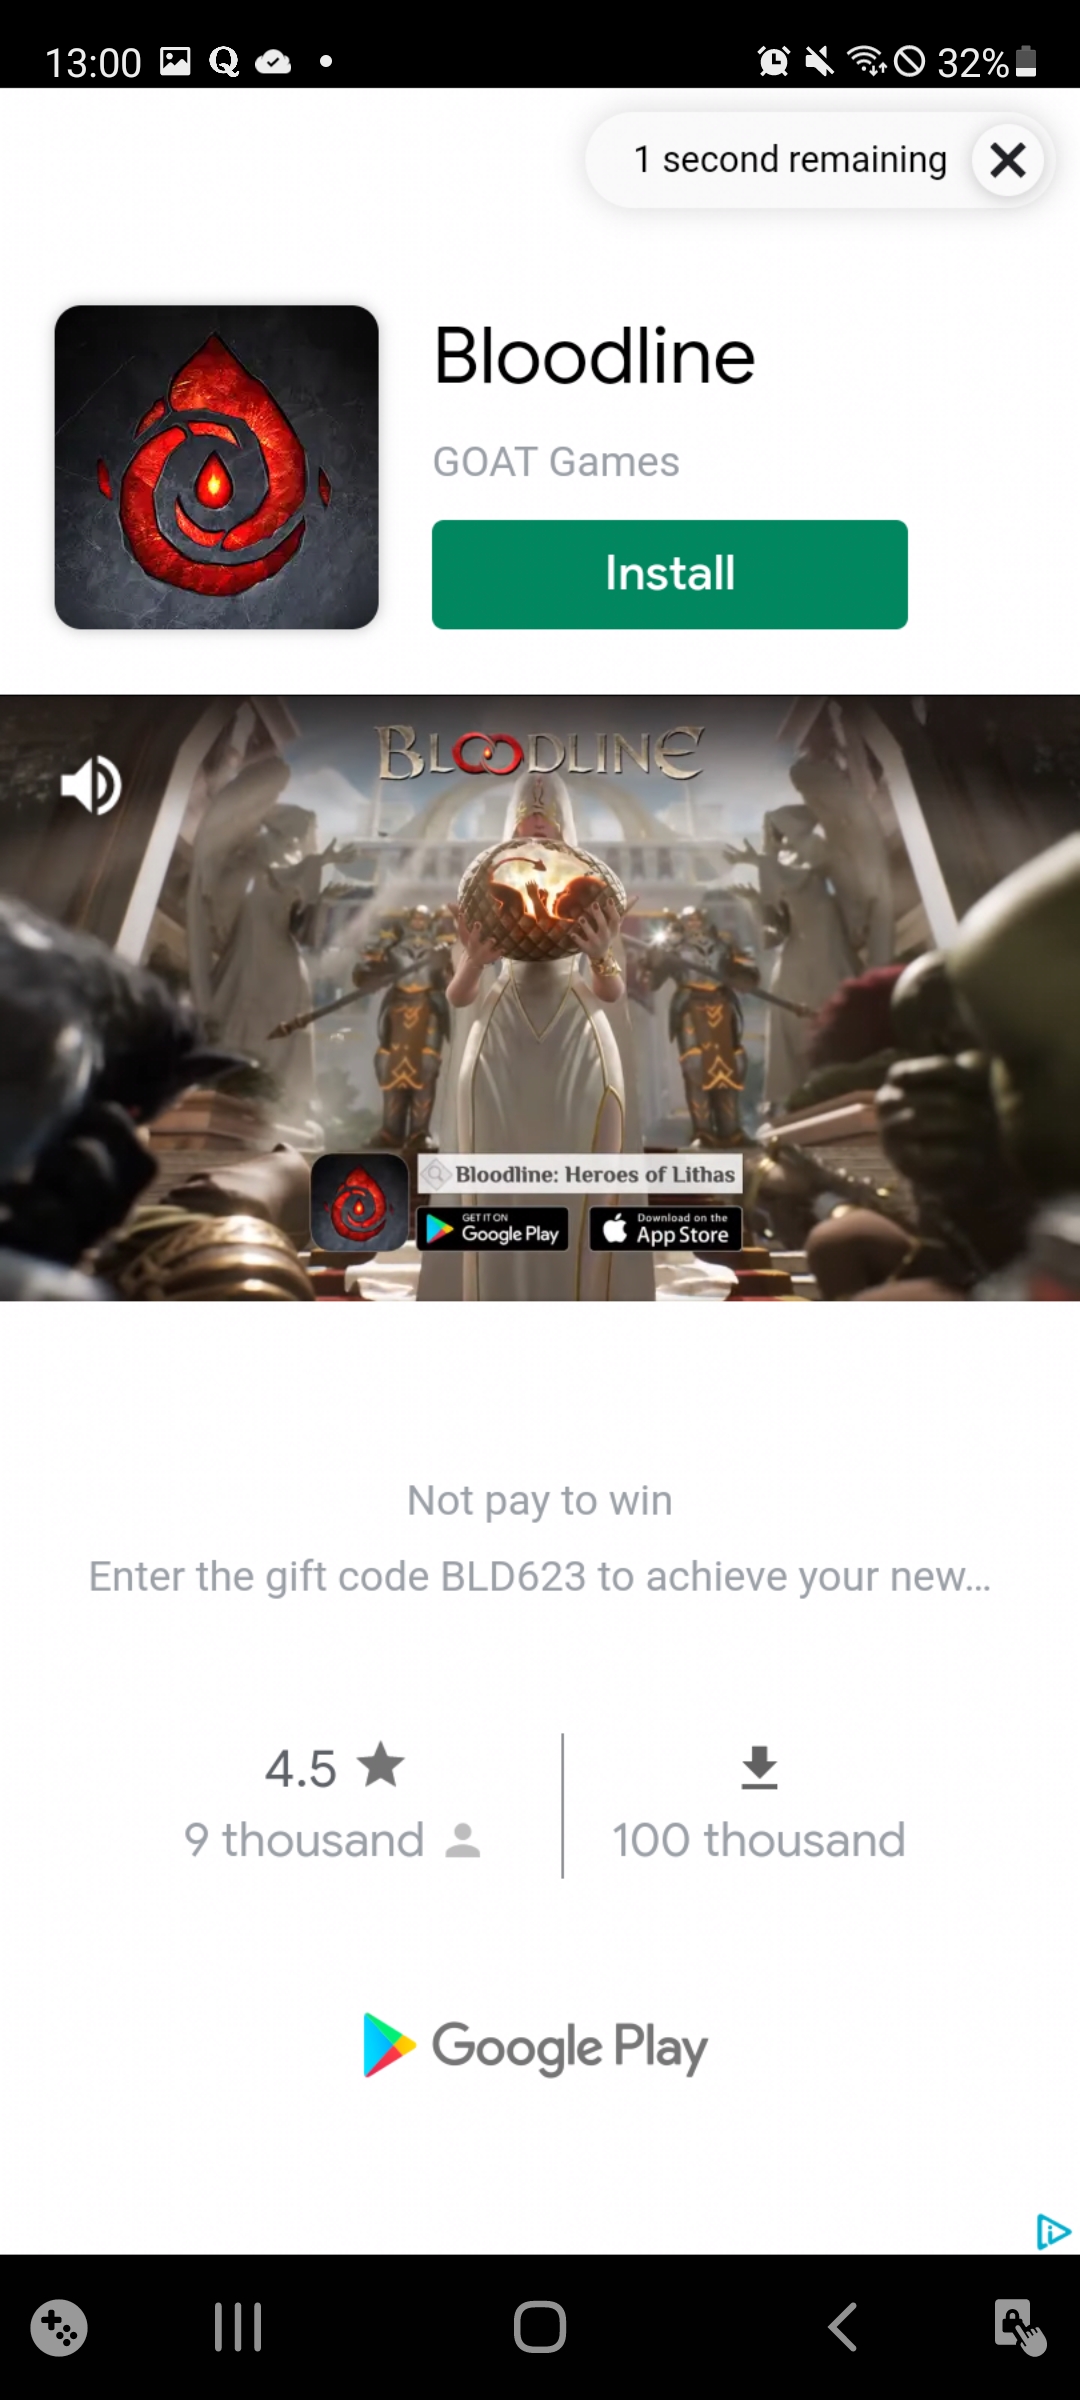 13:00 Q 32%
1 second remaining
Bloodline
GOAT Games
Install
BLOODLINE
Bloodline: Heroes of Lithas
GET IT ON
Google Play
Download on the
App Store
Not pay to win
Enter the gift code BLD623 to achieve your new...
4.5
9 thousand
100 thousand
Google Play